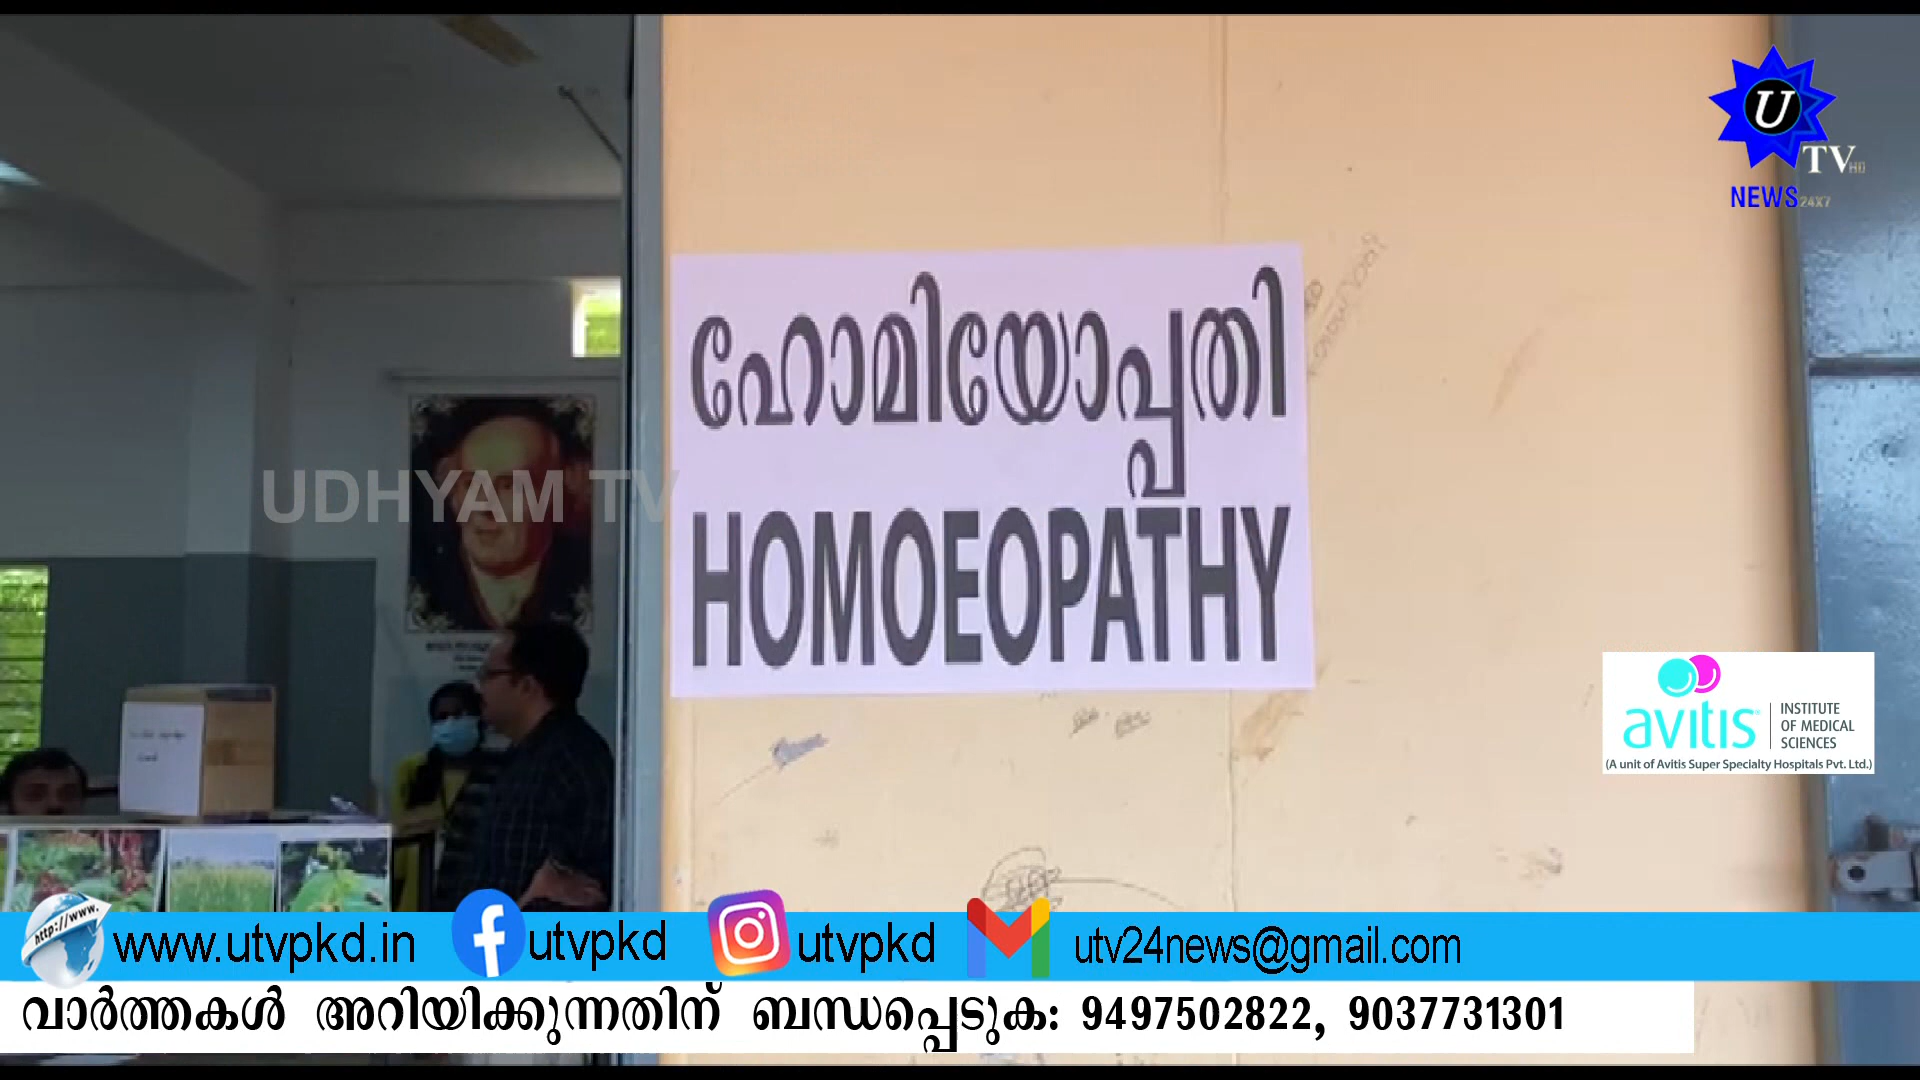 U
TV HD
NEWS 24X7
ഹോമിയോപ്പതി
HOMOEOPATHY
UDHYAM TV
avitis INSTITUTE
OF MEDICAL
SCIENCES
(A unit of Avitis Super Specialty Hospitals Pvt. Ltd.)
http://www.
www.utvpkd.in utvpkd utvpkd utv24news@gmail.com
വാർത്തകൾ അറിയിക്കുന്നതിന് ബന്ധപ്പെടുക: 9497502822, 9037731301